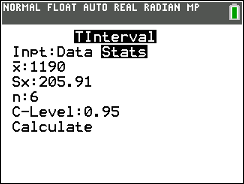 NORMAL FLOAT AUTO REAL RADIAN MP
TInterval
Inpt:Data Stats
x̄:1190
Sx:205.91
n:6
C-Level:0.95
Calculate